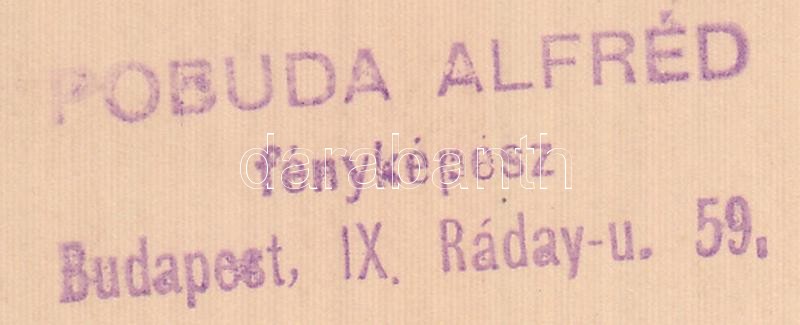 POBUDA ALFRÉD
fényképész
darabanth
Budapest, IX. Ráday-u. 59.